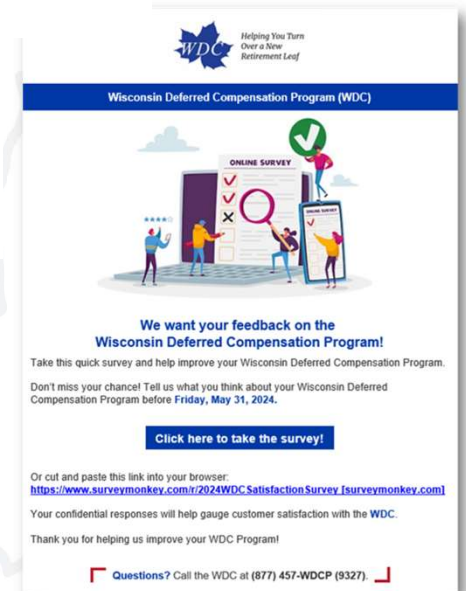 WDC
Helping You Turn
Over a New
Retirement Leaf
Wisconsin Deferred Compensation Program (WDC)
ONLINE SURVEY
ONLINE SURVEY
We want your feedback on the
Wisconsin Deferred Compensation Program!
Take this quick survey and help improve your Wisconsin Deferred Compensation Program.
Don't miss your chance! Tell us what you think about your Wisconsin Deferred
Compensation Program before Friday, May 31, 2024.
Click here to take the survey!
Or cut and paste this link into your browser:
https://www.surveymonkey.com/r/2024WDCSatisfactionSurvey [surveymonkey.com]
Your confidential responses will help gauge customer satisfaction with the WDC.
Thank you for helping us improve your WDC Program!
Questions? Call the WDC at (877) 457-WDCP (9327).